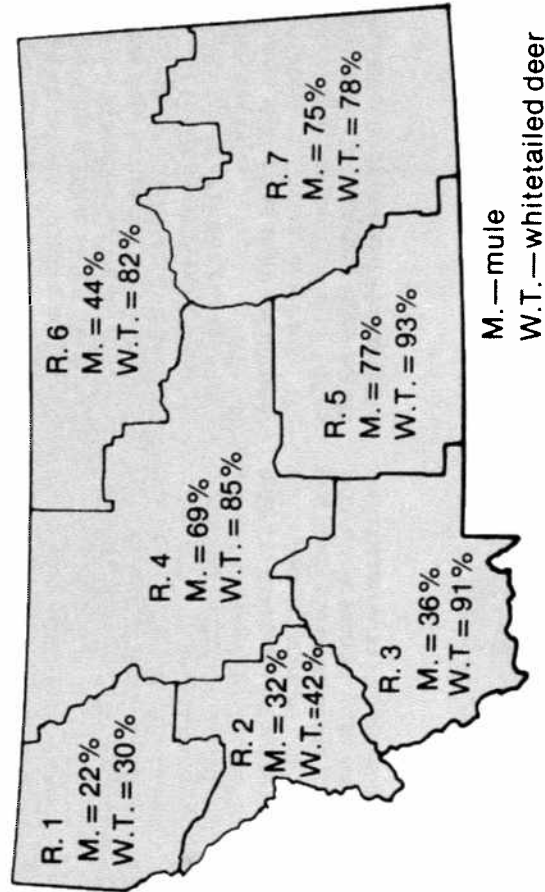 R. 1
M. = 22%
W.T. = 30%
R. 2
M. = 32%
W.T.=42%
R. 3
M. = 36%
W.T = 91%
R. 4
M. = 69%
W.T. = 85%
R. 5
M. = 77%
W.T. = 93%
R. 6
M. = 44%
W.T. = 82%
R. 7
M. = 75%
W.T. = 78%
M.—mule
W.T.—whitetailed deer